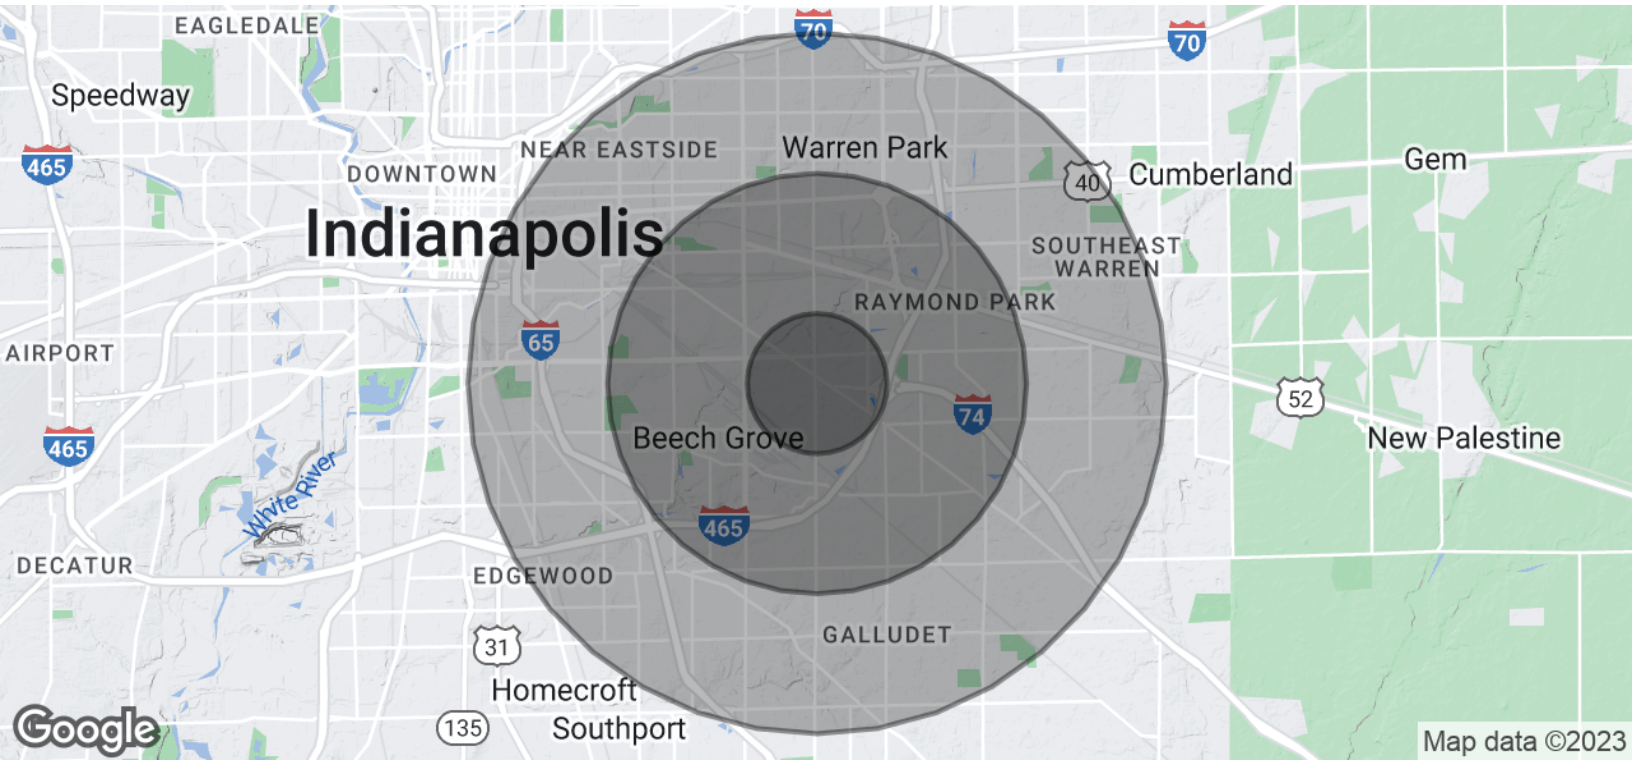 EAGLEDALE
70
70
Speedway
465
NEAR EASTSIDE
Warren Park
Gem
DOWNTOWN
40
Cumberland
Indianapolis
SOUTHEAST
WARREN
RAYMOND PARK
65
AIRPORT
52
74
465
Beech Grove
New Palestine
White River
465
DECATUR
EDGEWOOD
GALLUDET
31
Homecroft
135
Southport
Google
Map data ©2023